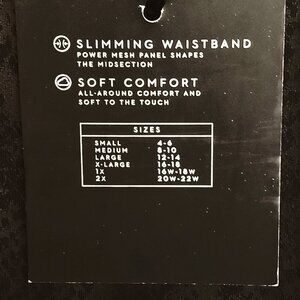 SLIMMING WAISTBAND
POWER MESH PANEL SHAPES
THE MIDSECTION
SOFT COMFORT
ALL-AROUND COMFORT AND
SOFT TO THE TOUCH
SIZES
SMALL 4-6
MEDIUM 8-10
LARGE 12-14
X-LARGE 16-18
1X 16W-18W
2X 20W-22W